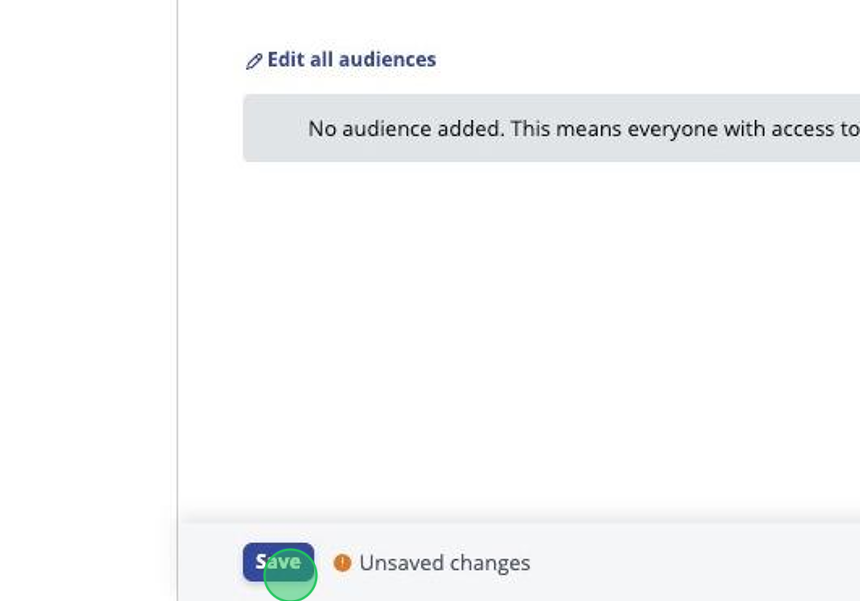 Edit all audiences
No audience added. This means everyone with access to
Save
Unsaved changes